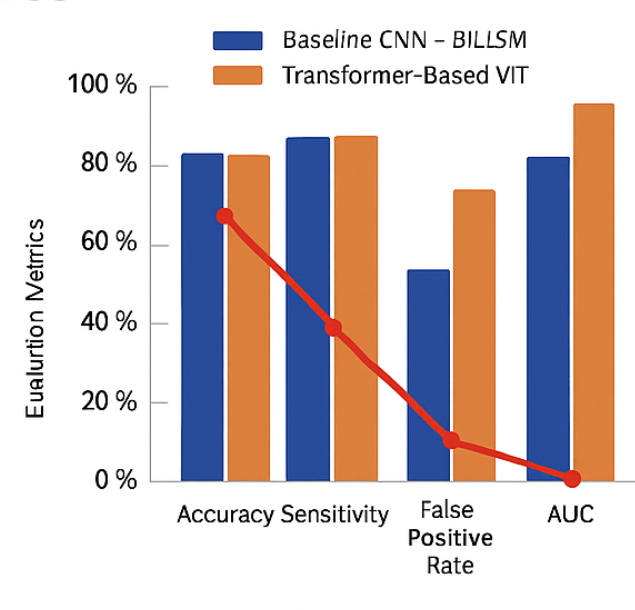 Baseline CNN – BILLSM
Transformer-Based VIT
100 %
80 %
60 %
40 %
20 %
0 %
Eualurtion Ivetmics
Accuracy Sensitivity False Positive Rate AUC